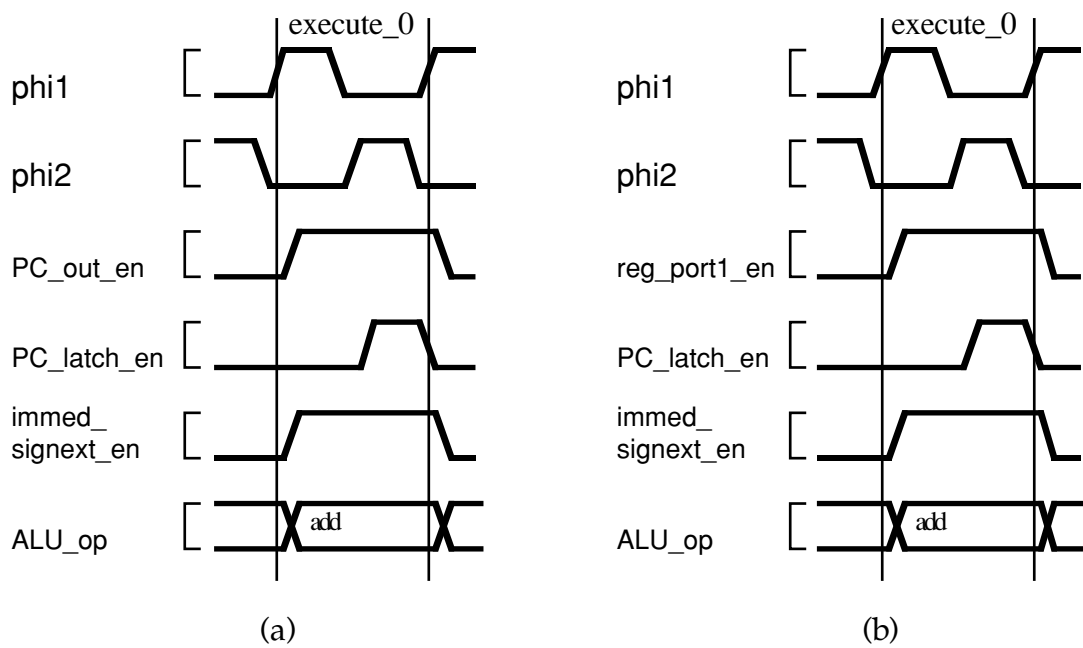 execute_0
phi1
phi2
PC_out_en
PC_latch_en
immed_
signext_en
ALU_op
add
(a)
execute_0
phi1
phi2
reg_port1_en
PC_latch_en
immed_
signext_en
ALU_op
add
(b)